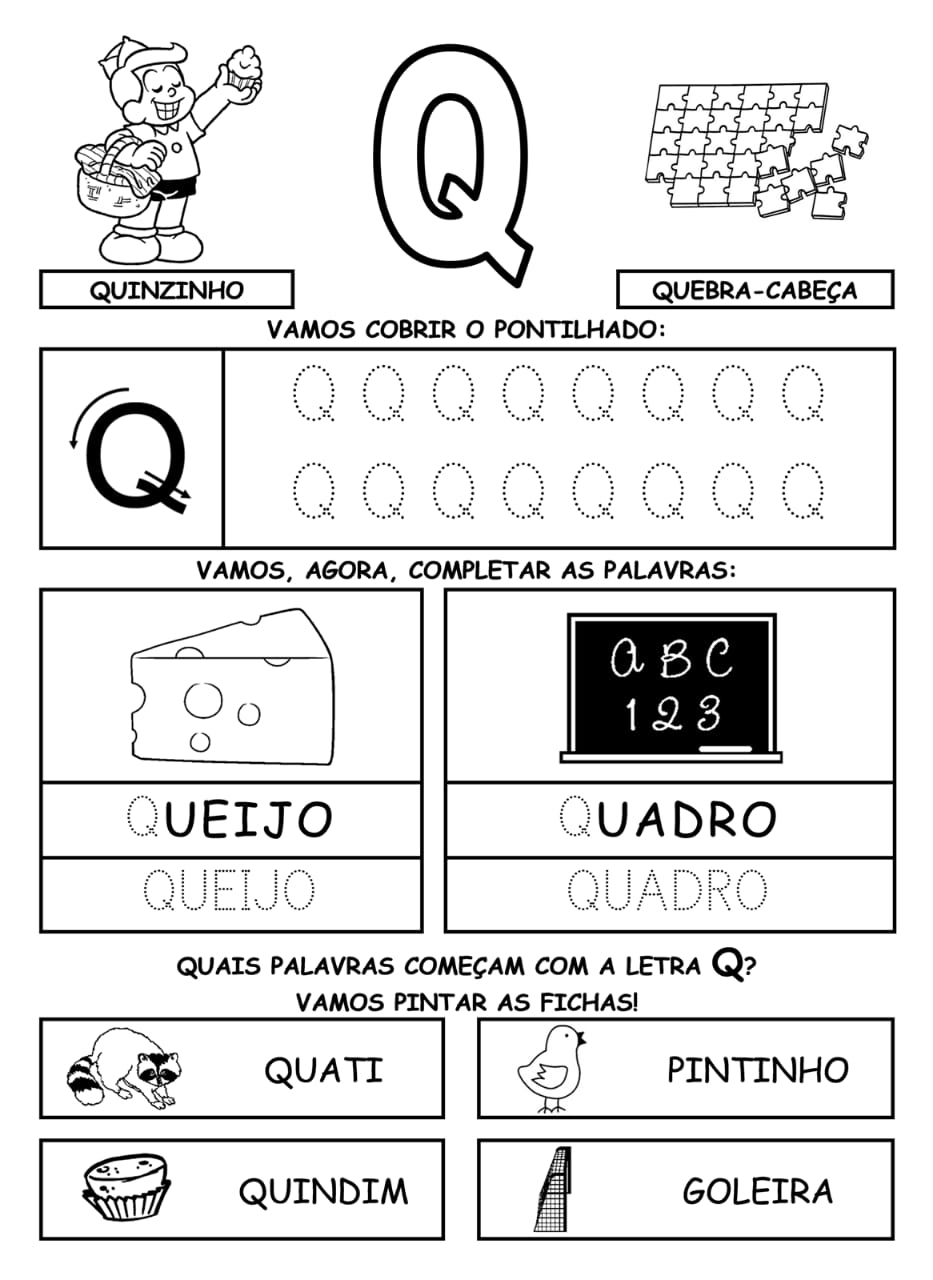 Q
QUINZINHO
QUEBRA-CABEÇA
VAMOS COBRIR O PONTILHADO:
Q
Q Q Q Q Q Q Q Q
Q Q Q Q Q Q Q Q
VAMOS, AGORA, COMPLETAR AS PALAVRAS:
A B C
1 2 3
QUEIJO
QUADRO
QUEIJO
QUADRO
QUAIS PALAVRAS COMEÇAM COM A LETRA Q?
VAMOS PINTAR AS FICHAS!
QUATI
PINTINHO
QUINDIM
GOLEIRA